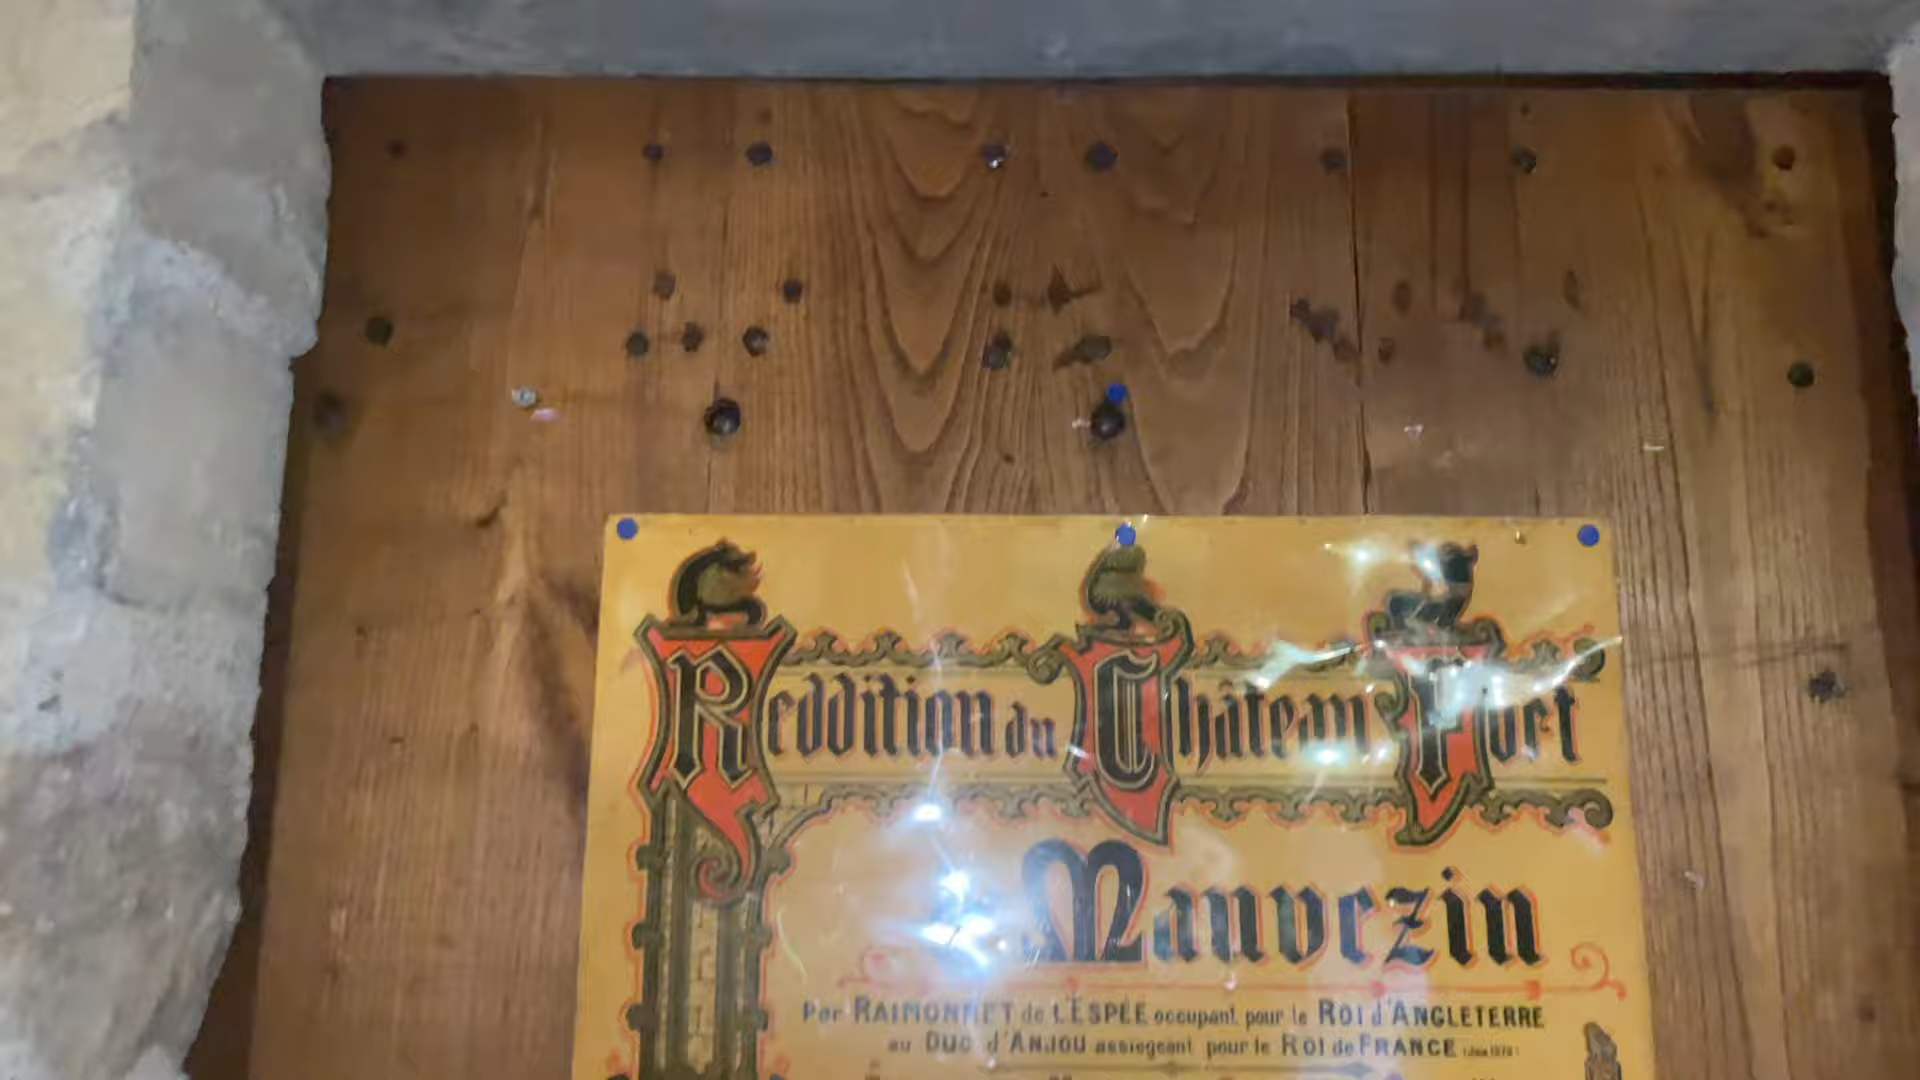 Reddition du Château Fort
Mauvezin
Par RAIMONNET de L'ESPÉE occupant pour le ROI d'ANGLETERRE
au DUC d'ANJOU assiegeant pour le ROI de FRANCE